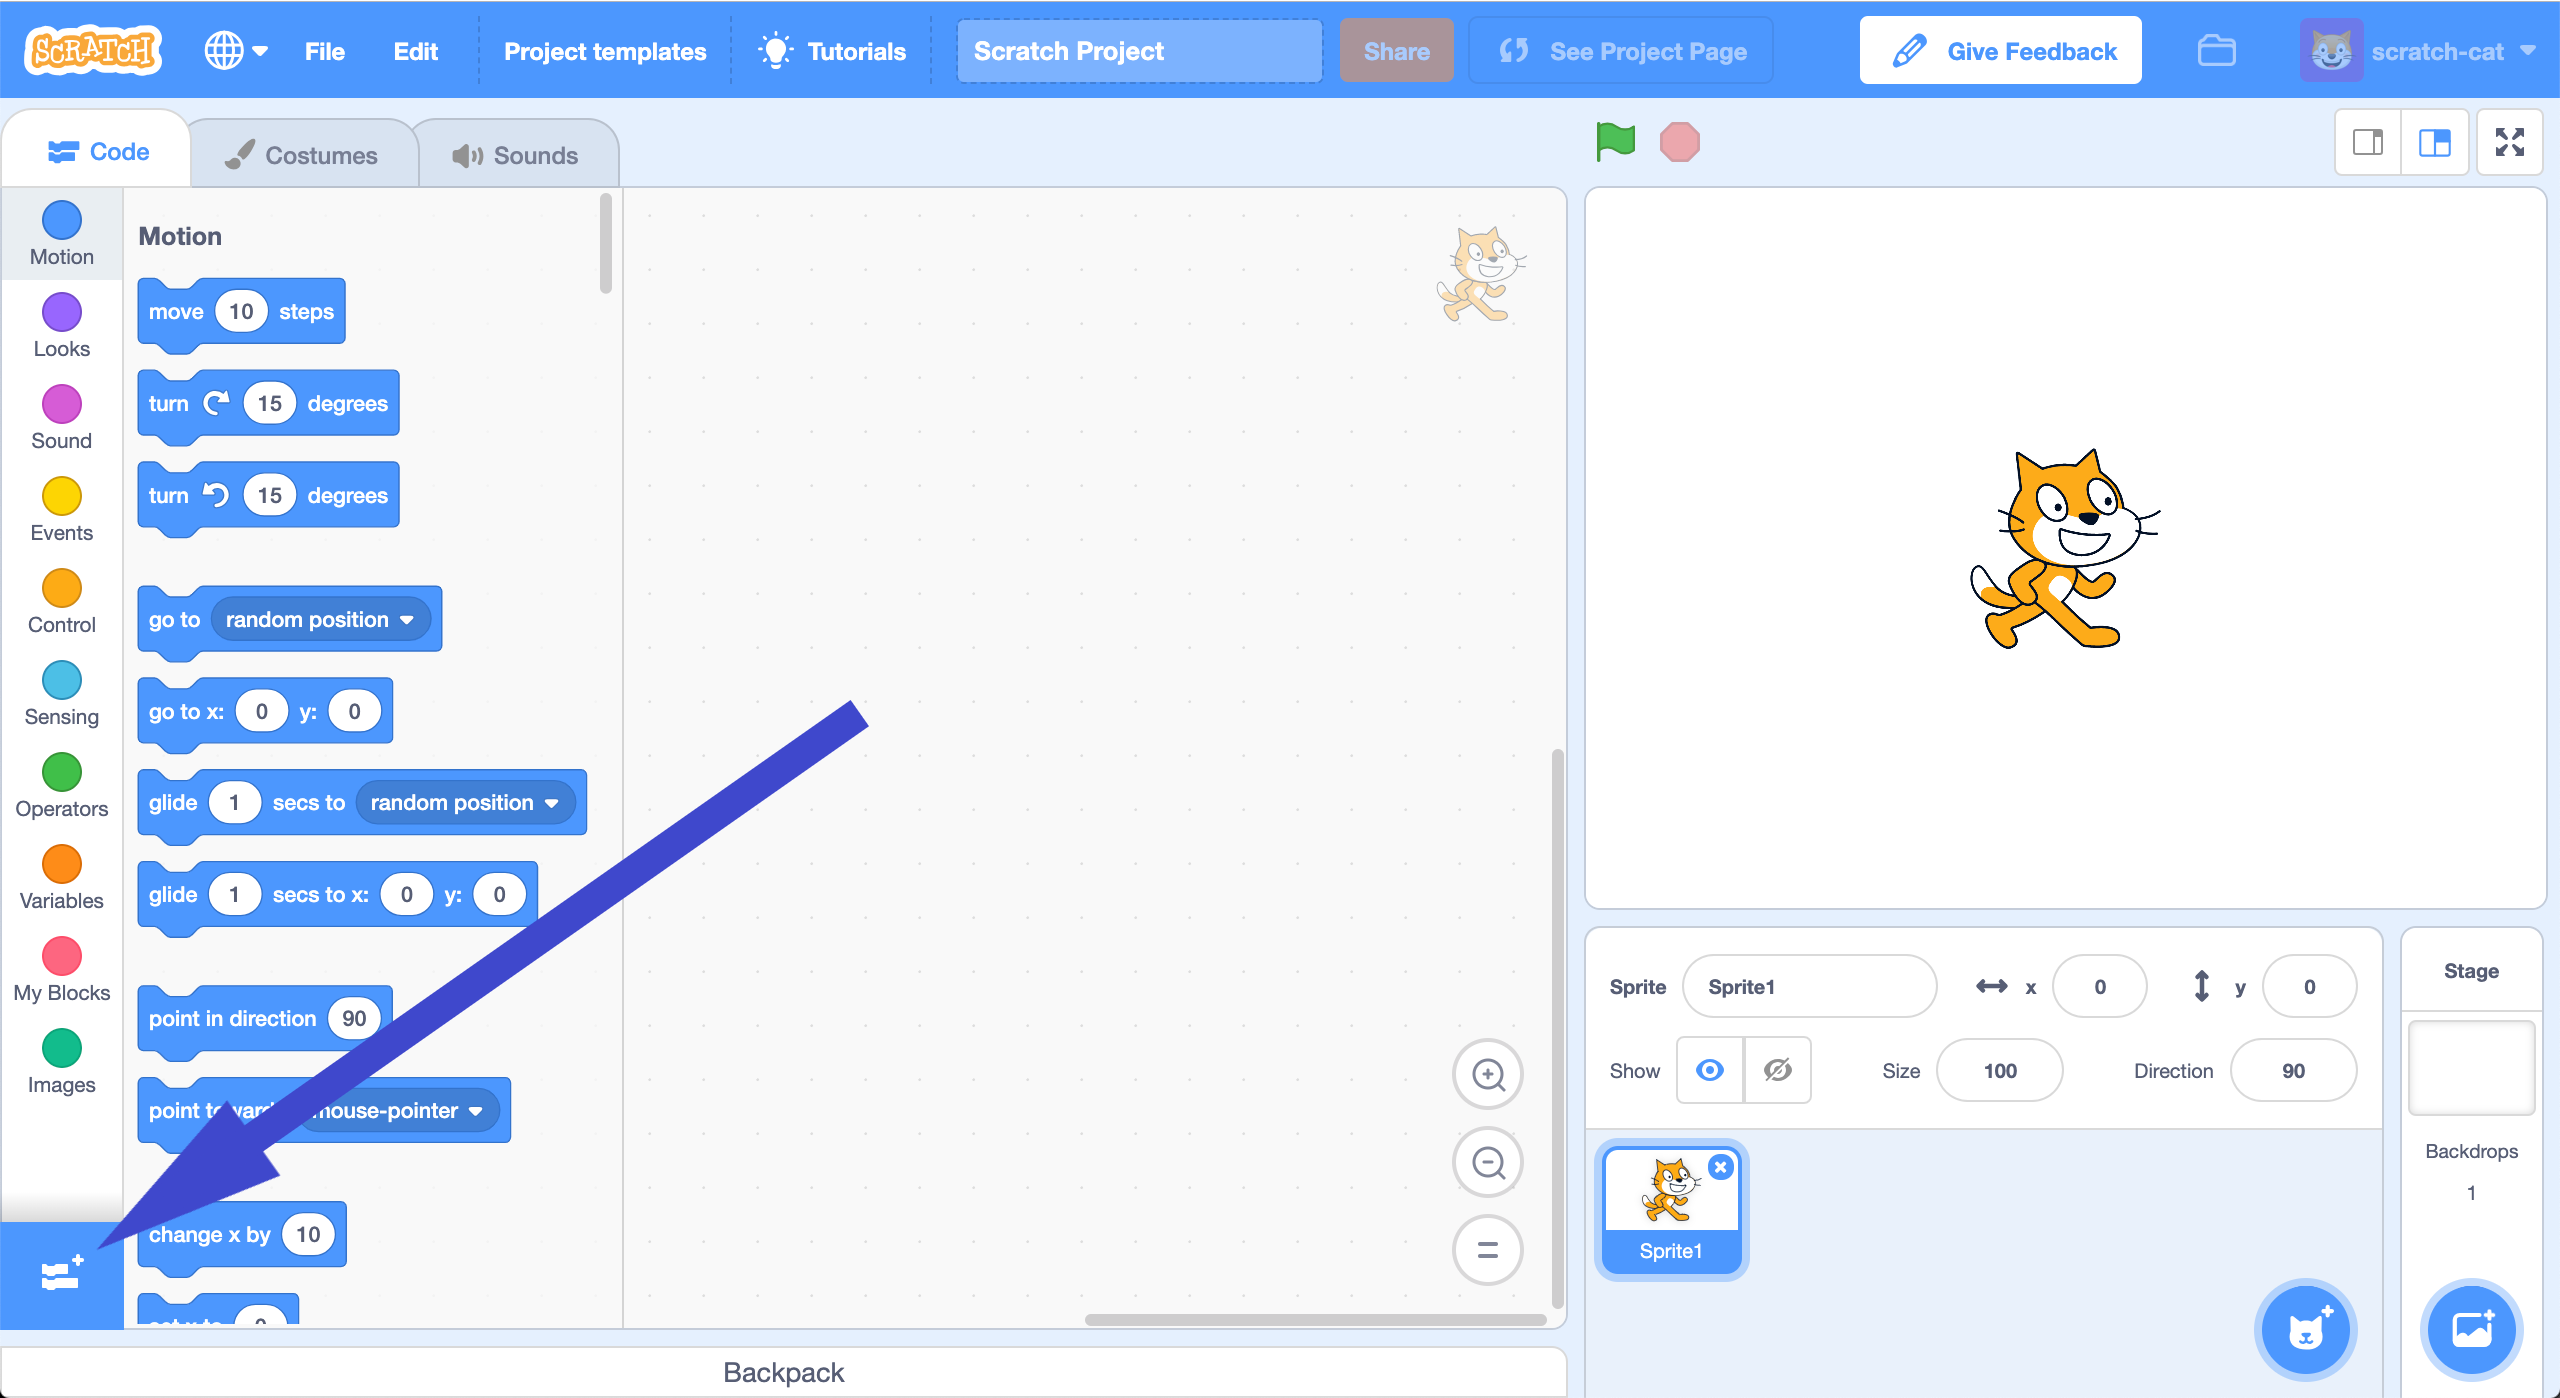 SCRATCH
File
Edit
Project templates
Tutorials
Scratch Project
Share
See Project Page
Give Feedback
scratch-cat
Code
Costumes
Sounds
Motion
Looks
Sound
Events
Control
Sensing
Operators
Variables
My Blocks
Images
Motion
move 10 steps
turn 15 degrees
turn 15 degrees
go to random position
go to x: 0 y: 0
glide 1 secs to random position
glide 1 secs to x: 0 y: 0
point in direction 90
point mouse-pointer
change x by 10
Sprite Sprite1 x 0 y 0
Show Size 100 Direction 90
Sprite1
Stage
Backdrops
1
Backpack